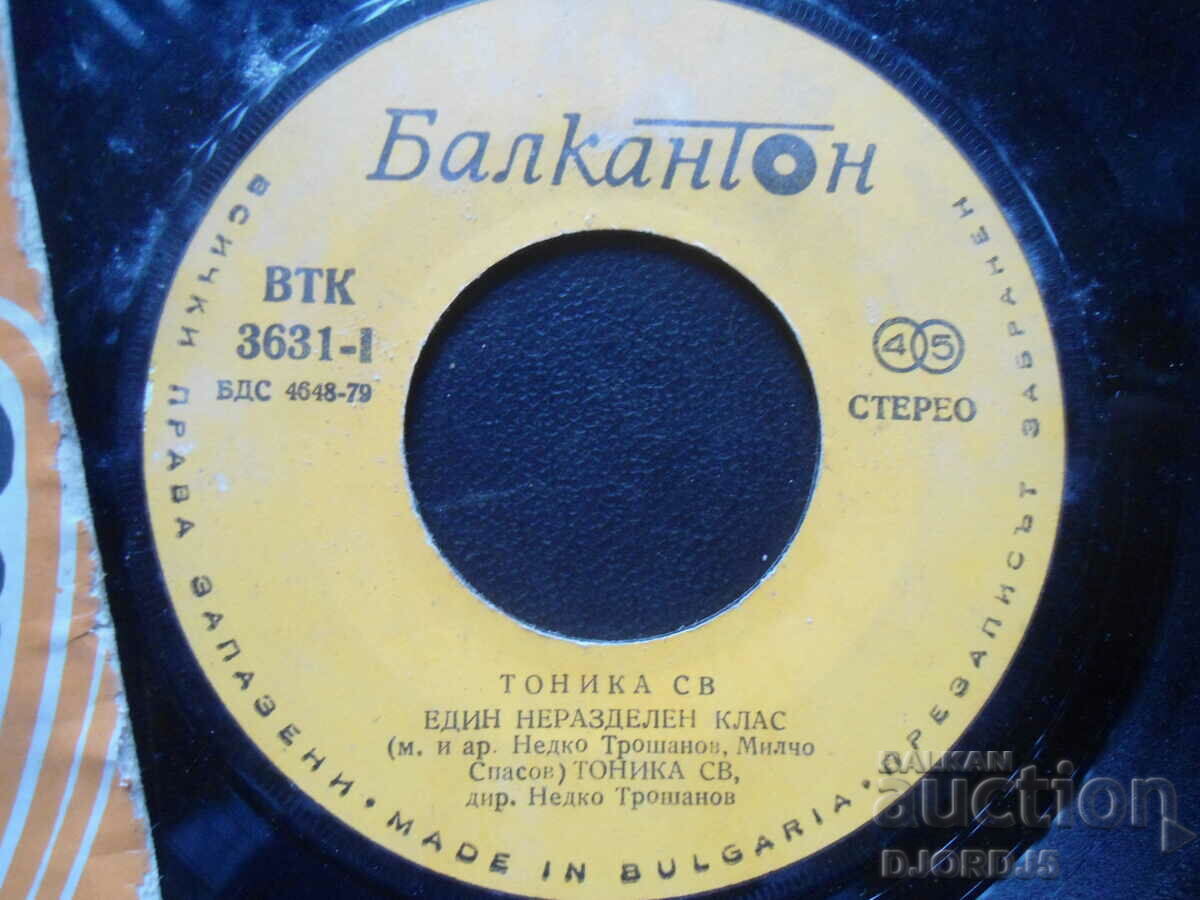 Балкантон
ВТК
3631-I
БДС 4648-79
45
СТЕРЕО
ТОНИКА СВ
ЕДИН НЕРАЗДЕЛЕН КЛАС
(м. и ар. Недко Трошанов, Милчо
Спасов) ТОНИКА СВ,
дир. Недко Трошанов
ВСИЧКИ ПРАВА ЗАПАЗЕНИ • MADE IN BULGARIA • ПРЕЗАПИСЪТ ЗАБРАНЕН
BALKAN
auction
DJORDJ5